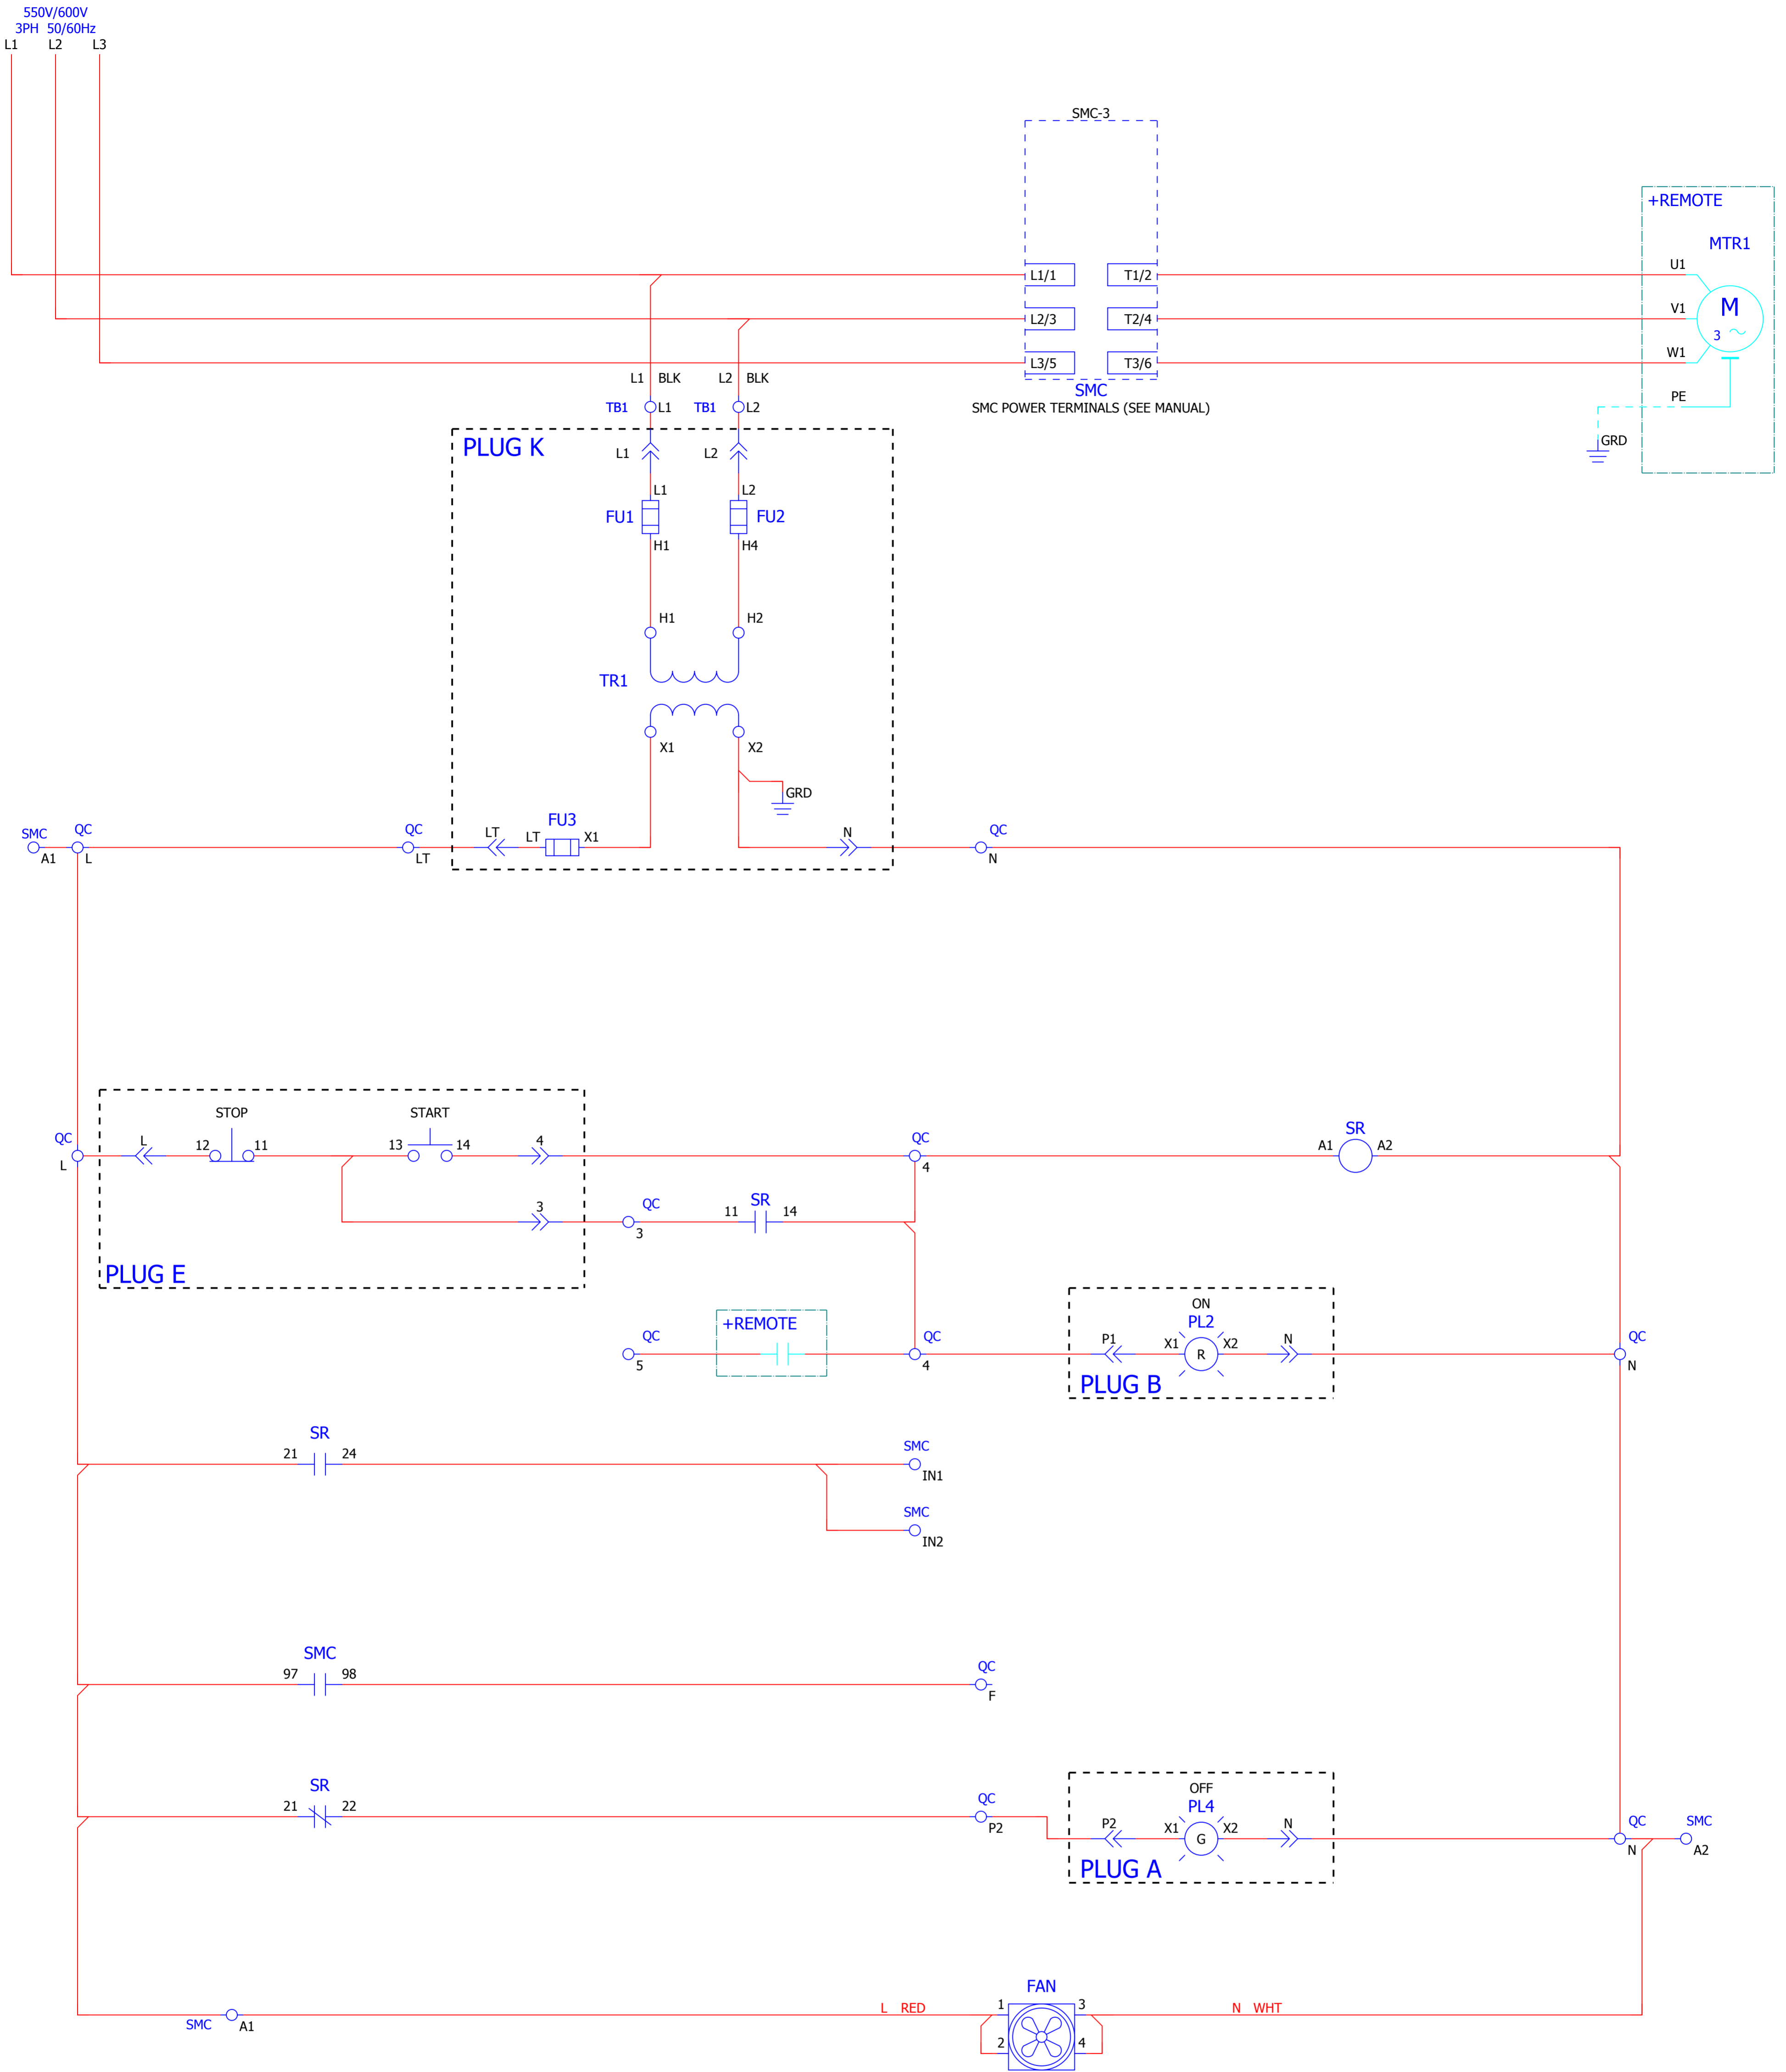 550V/600V
3PH 50/60Hz
L1 L2 L3
SMC-3
+REMOTE
MTR1
L1/1 T1/2 U1
M
3
L2/3 T2/4 V1
L3/5 T3/6 W1
L1 BLK L2 BLK
SMC
SMC POWER TERMINALS (SEE MANUAL)
PE
GRD
TB1 L1 TB1 L2
PLUG K
L1 L2
L1 L2
FU1 FU2
H1 H4
H1 H2
TR1
X1 X2
GRD
FU3
SMC QC QC LT LT X1 N QC
A1 L LT N
STOP START
QC L 12 11 13 14 4 QC SR
L 4 A1 A2
3 QC SR
3 11 14
PLUG E
+REMOTE
ON
PL2
QC QC P1 X1 R X2 N QC
5 4 N
PLUG B
SR
21 24 SMC
IN1
SMC
IN2
SMC
97 98 QC
F
SR OFF
21 22 QC PL4
P2 P2 X1 G X2 N QC SMC
N A2
PLUG A
FAN
L RED 1 3 N WHT
SMC A1
2 4